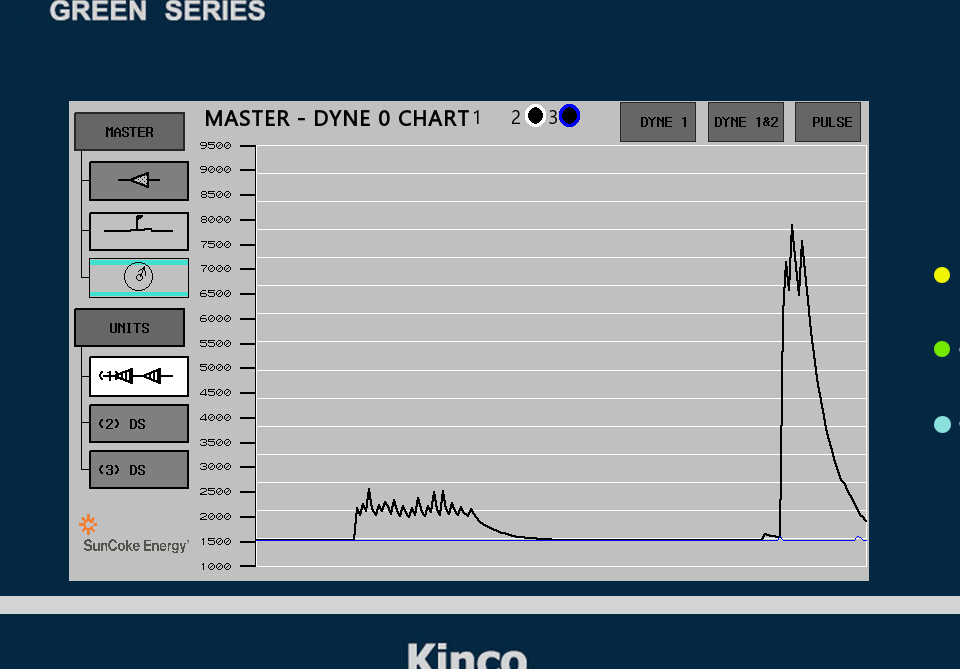 GREEN SERIES
MASTER - DYNE 0 CHART 1 2 3 DYNE 1 DYNE 1&2 PULSE
MASTER
UNITS
(2) DS
(3) DS
SunCoke Energy'
9500
9000
8500
8000
7500
7000
6500
6000
5500
5000
4500
4000
3500
3000
2500
2000
1500
1000
Kinco